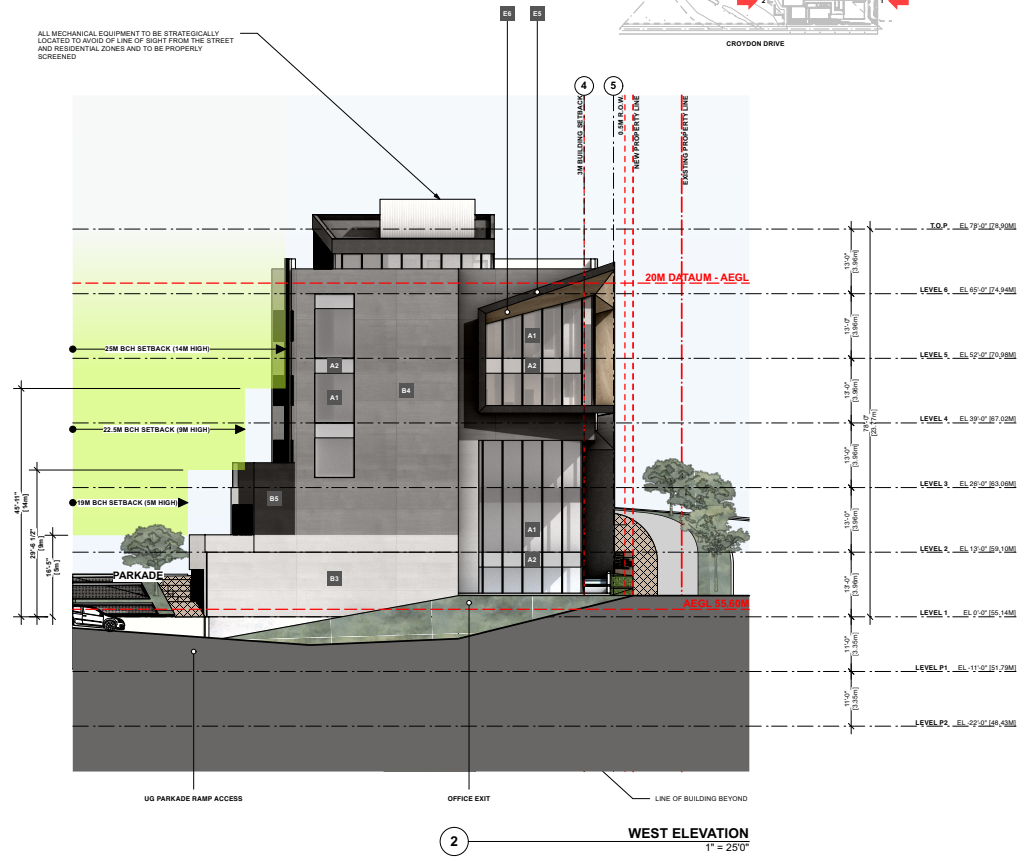 E6
E5
2
1
CROYDON DRIVE
ALL MECHANICAL EQUIPMENT TO BE STRATEGICALLY
LOCATED TO AVOID OF LINE OF SIGHT FROM THE STREET
AND RESIDENTIAL ZONES AND TO BE PROPERLY
SCREENED
4
5
3M BUILDING SETBACK
0.5M R.O.W.
NEW PROPERTY LINE
EXISTING PROPERTY LINE
T.O.P EL 78'-0" [78.90M]
13'-0"
[3.96m]
20M DATAUM - AEGL
LEVEL 6 EL 65'-0" [74.94M]
13'-0"
[3.96m]
A1
25M BCH SETBACK (14M HIGH)
LEVEL 5 EL 52'-0" [70.98M]
A2
A2
A1
B4
13'-0"
[3.96m]
78'-0"
[23.77m]
22.5M BCH SETBACK (9M HIGH)
LEVEL 4 EL 39'-0" [67.02M]
13'-0"
[3.96m]
LEVEL 3 EL 26'-0" [63.06M]
19M BCH SETBACK (5M HIGH)
B5
45'-11"
[14m]
29'-6 1/2"
[9m]
16'-5"
[5m]
A1
13'-0"
[3.96m]
LEVEL 2 EL 13'-0" [59.10M]
A2
PARKADE
B3
13'-0"
[3.96m]
AEGL 55.60M
LEVEL 1 EL 0'-0" [55.14M]
11'-0"
[3.35m]
LEVEL P1 EL -11'-0" [51.79M]
11'-0"
[3.35m]
LEVEL P2 EL -22'-0" [48.43M]
UG PARKADE RAMP ACCESS
OFFICE EXIT
LINE OF BUILDING BEYOND
2
WEST ELEVATION
1" = 25'0"